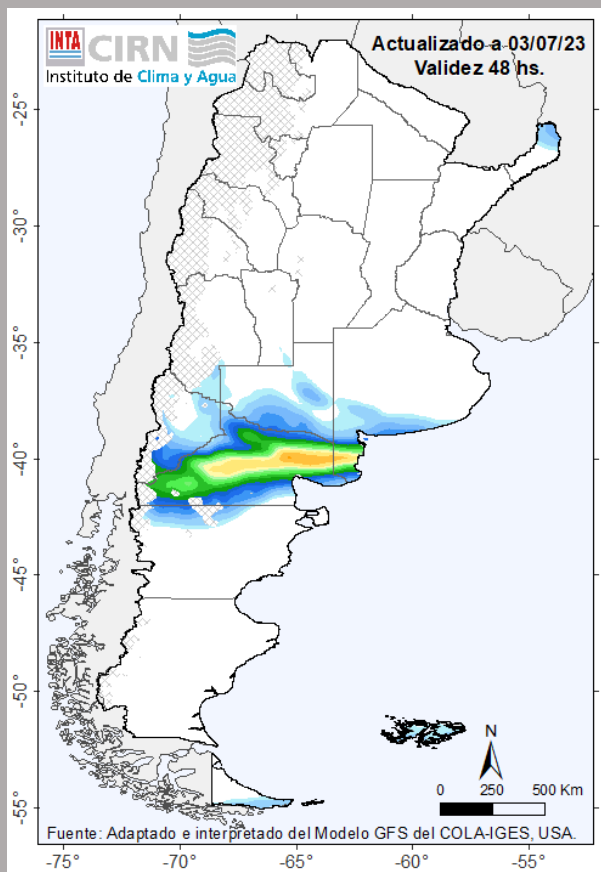 INTA CIRN
Instituto de Clima y Agua
Actualizado a 03/07/23
Validez 48 hs.
-25°
-30°
-35°
-40°
-45°
-50°
-55°
N
0 250 500 Km
Fuente: Adaptado e interpretado del Modelo GFS del COLA-IGES, USA.
-75° -70° -65° -60° -55°